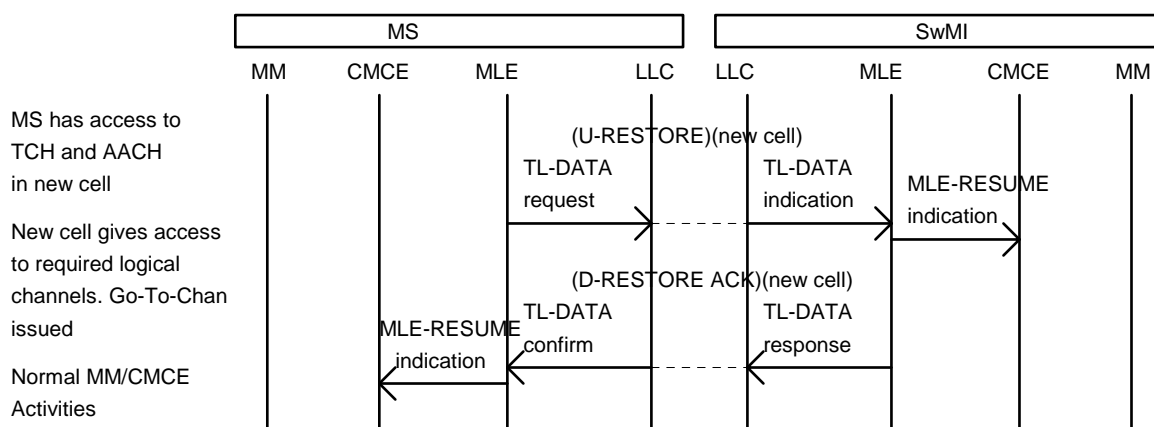 MS SwMI
MM CMCE MLE LLC LLC MLE CMCE MM
MS has access to
TCH and AACH
in new cell
(U-RESTORE)(new cell)
TL-DATA
request
TL-DATA
indication
MLE-RESUME
indication
New cell gives access
to required logical
channels. Go-To-Chan
issued
(D-RESTORE ACK)(new cell)
MLE-RESUME
indication
TL-DATA
confirm
TL-DATA
response
Normal MM/CMCE
Activities